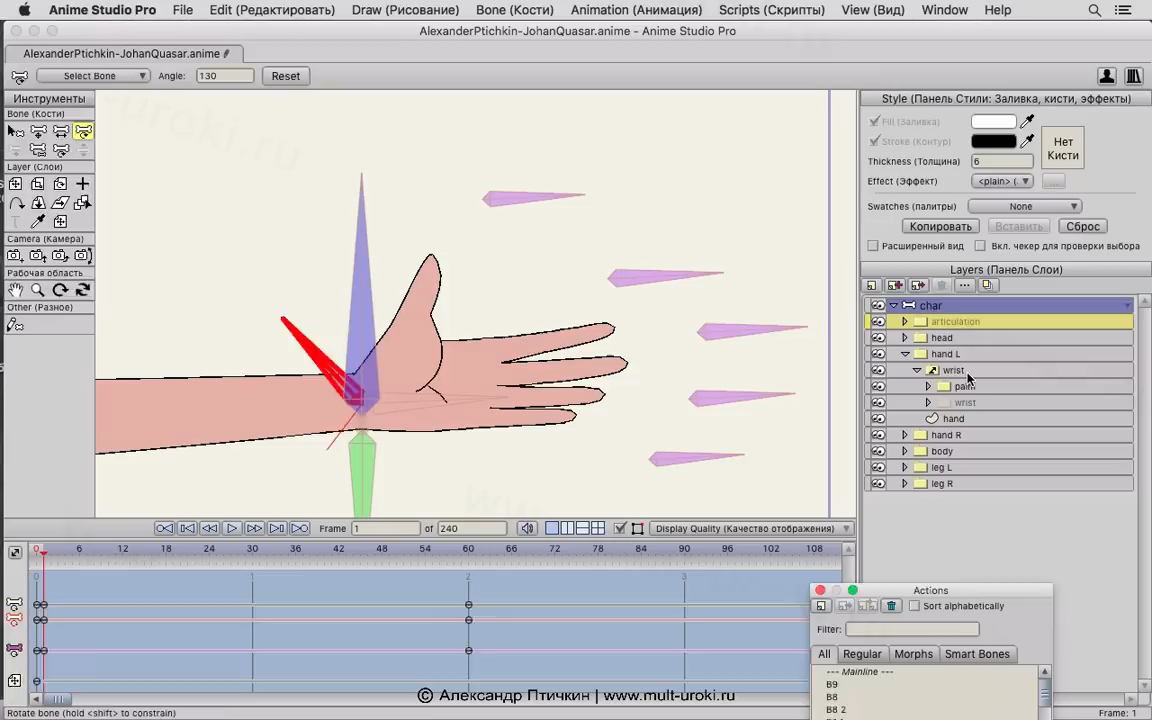 Anime Studio Pro File Edit (Редактировать) Draw (Рисование) Bone (Кости) Animation (Анимация) Scripts (Скрипты) View (Вид) Window Help
AlexanderPtichkin-JohanQuasar.anime - Anime Studio Pro
AlexanderPtichkin-JohanQuasar.anime
Select Bone Angle: 130 Reset
Инструменты
Bone (Кости)
Layer (Слои)
Camera (Камера)
Рабочая область
Other (Разное)
-uroki.ru
Style (Панель Стили: Заливка, кисти, эффекты)
Fill (Заливка)
Stroke (Контур)
Нет
Кисти
Thickness (Толщина) 6
Effect (Эффект) <plain> (.
Swatches (палитры) None
Копировать Вставить Сброс
Расширенный вид Вкл. чекер для проверки выбора
Layers (Панель Слои)
char
articulation
head
hand L
wrist
palm
wrist
hand
hand R
body
leg L
leg R
Frame 1 of 240 Display Quality (Качество отображения)
0 6 12 18 24 30 36 42 48 54 60 66 72 78 84 90 96 102 108
0 1 2 3
Actions
Sort alphabetically
Filter:
All Regular Morphs Smart Bones
--- Mainline ---
B9
B8
B8 2
© Александр Птичкин | www.mult-uroki.ru
Rotate bone (hold <shift> to constrain) Frame: 1